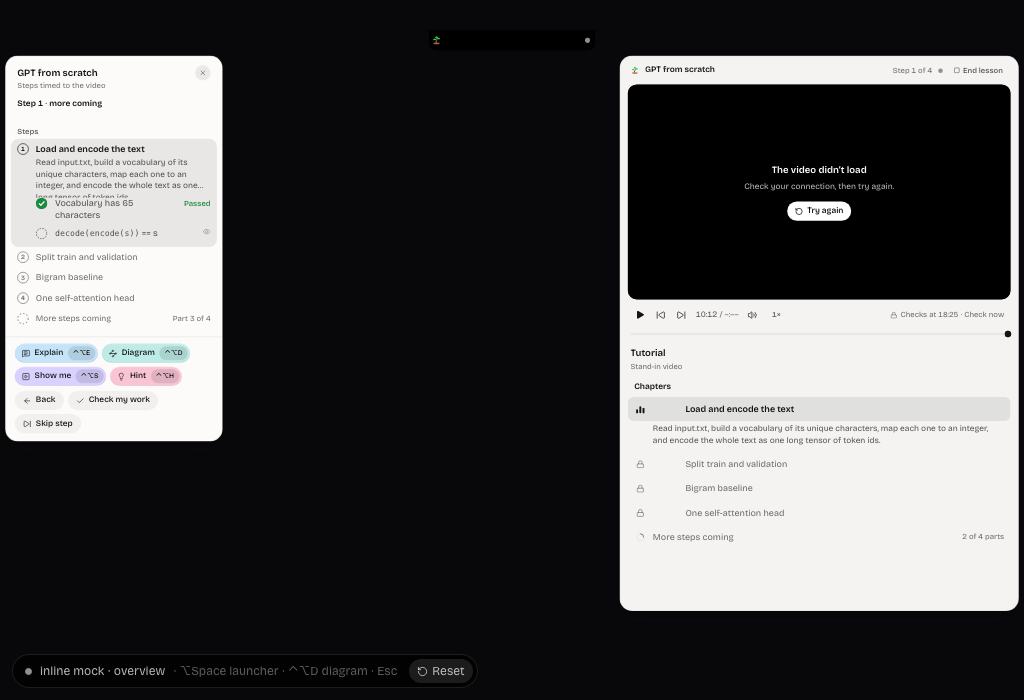 GPT from scratch
Steps timed to the video
Step 1 · more coming
Steps
1 Load and encode the text
Read input.txt, build a vocabulary of its
unique characters, map each one to an
integer, and encode the whole text as one...
long tensor of token ids.
Vocabulary has 65 Passed
characters
decode(encode(s)) == s
2 Split train and validation
3 Bigram baseline
4 One self-attention head
More steps coming Part 3 of 4
Explain ⌃⌥E Diagram ⌃⌥D
Show me ⌃⌥S Hint ⌃⌥H
Back Check my work
Skip step
GPT from scratch Step 1 of 4 End lesson
The video didn't load
Check your connection, then try again.
Try again
10:12 / --:-- 1× Checks at 18:25 · Check now
Tutorial
Stand-in video
Chapters
Load and encode the text
Read input.txt, build a vocabulary of its unique characters, map each one to an integer,
and encode the whole text as one long tensor of token ids.
Split train and validation
Bigram baseline
One self-attention head
More steps coming 2 of 4 parts
inline mock · overview · ⌥Space launcher · ⌃⌥D diagram · Esc Reset